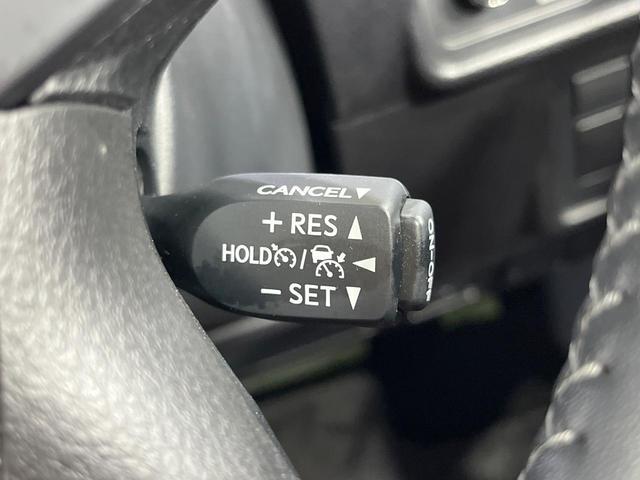 CANCEL▼
+ RES ▲
HOLD / ◀
− SET ▼
ON-OFF